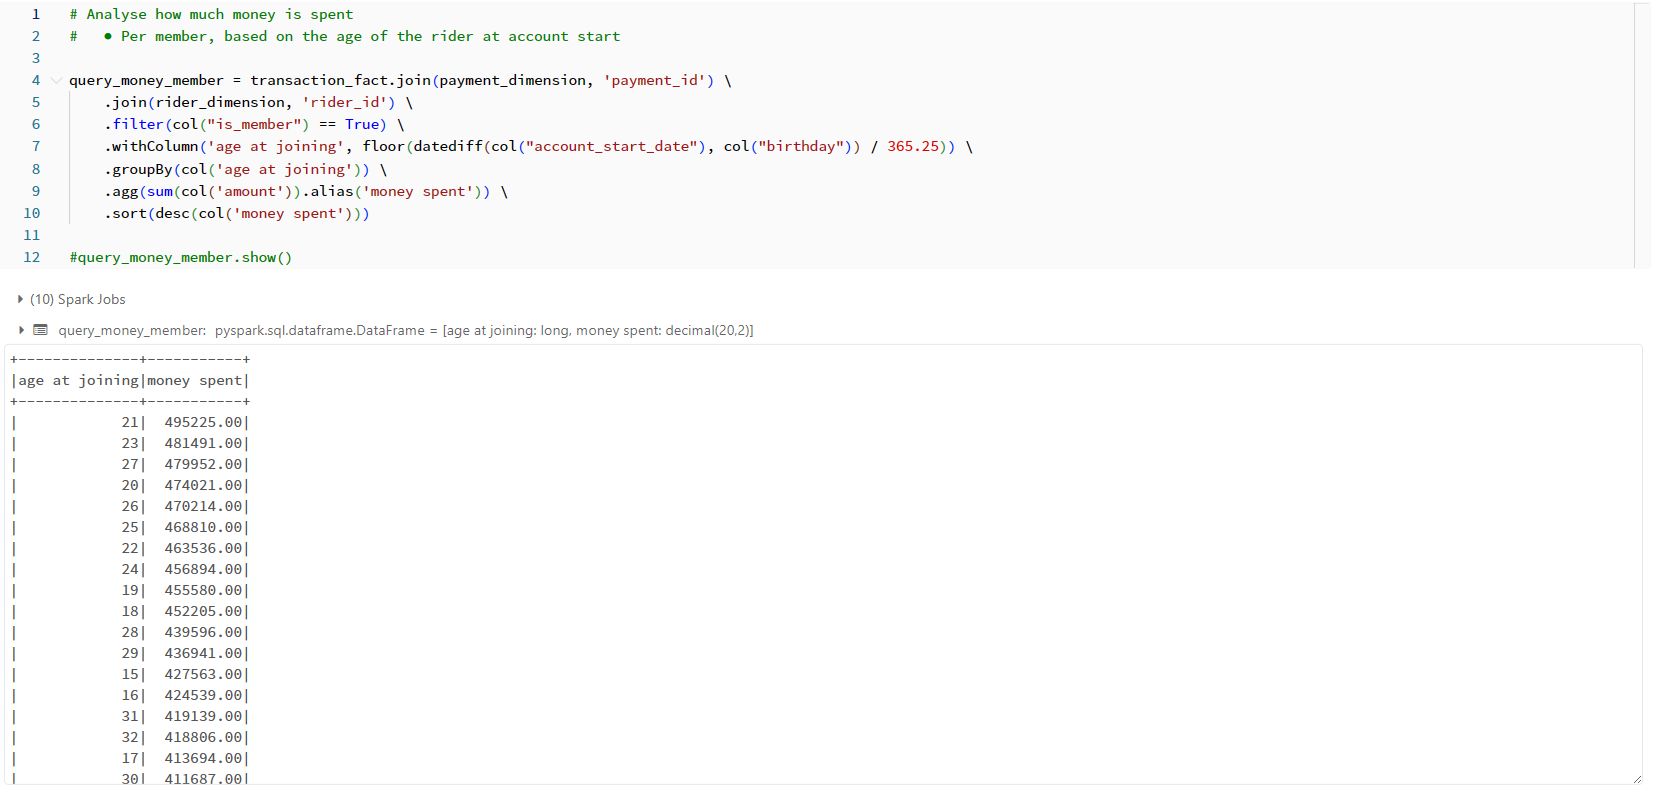 1 # Analyse how much money is spent
2 #   • Per member, based on the age of the rider at account start
3
4 query_money_member = transaction_fact.join(payment_dimension, 'payment_id') \
5     .join(rider_dimension, 'rider_id') \
6     .filter(col("is_member") == True) \
7     .withColumn('age at joining', floor(datediff(col("account_start_date"), col("birthday")) / 365.25)) \
8     .groupBy(col('age at joining')) \
9     .agg(sum(col('amount')).alias('money spent')) \
10     .sort(desc(col('money spent')))
11
12 #query_money_member.show()
(10) Spark Jobs
query_money_member: pyspark.sql.dataframe.DataFrame = [age at joining: long, money spent: decimal(20,2)]
+--------------+-----------+
|age at joining|money spent|
+--------------+-----------+
|            21|  495225.00|
|            23|  481491.00|
|            27|  479952.00|
|            20|  474021.00|
|            26|  470214.00|
|            25|  468810.00|
|            22|  463536.00|
|            24|  456894.00|
|            19|  455580.00|
|            18|  452205.00|
|            28|  439596.00|
|            29|  436941.00|
|            15|  427563.00|
|            16|  424539.00|
|            31|  419139.00|
|            32|  418806.00|
|            17|  413694.00|
|            30|  411687.00|